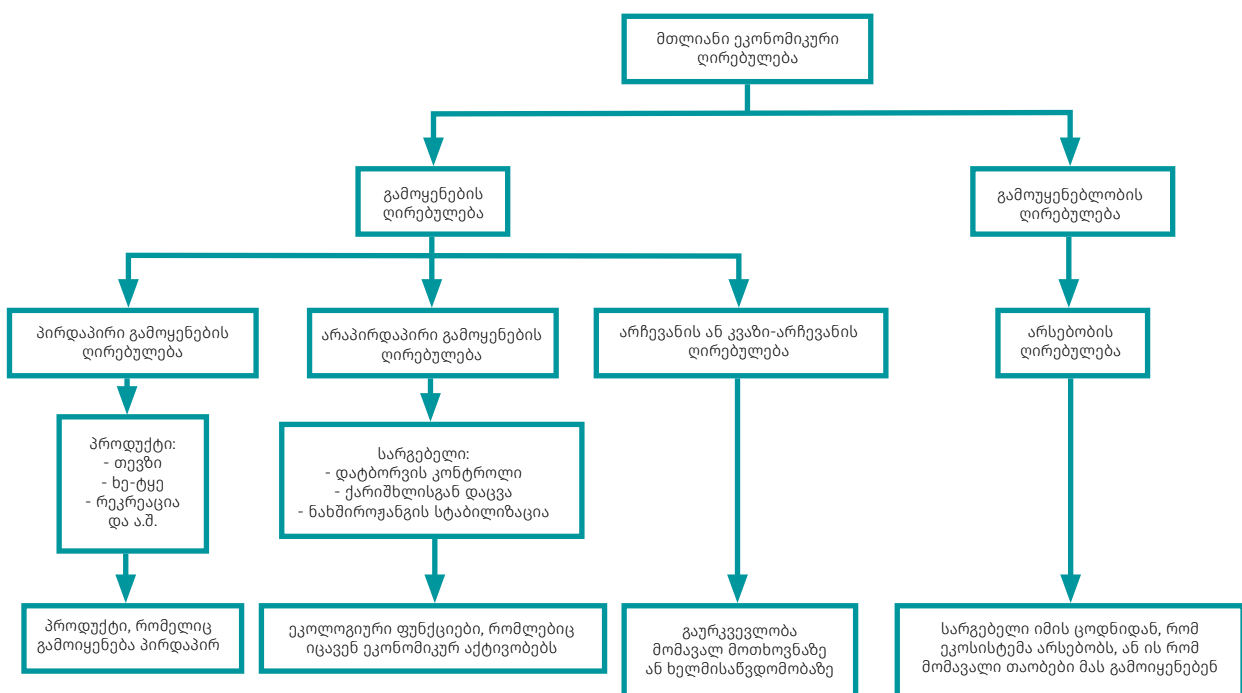 მთლიანი ეკონომიკური
ღირებულება
გამოყენების
ღირებულება
გამოუყენებლობის
ღირებულება
პირდაპირი გამოყენების
ღირებულება
არაპირდაპირი გამოყენების
ღირებულება
არჩევანის ან კვაზი-არჩევანის
ღირებულება
არსებობის
ღირებულება
პროდუქტი:
- თევზი
- ხე-ტყე
- რეკრეაცია
და ა.შ.
სარგებელი:
- დატბორვის კონტროლი
- ქარიშხლისგან დაცვა
- ნახშიროჟანგის სტაბილიზაცია
პროდუქტი, რომელიც
გამოიყენება პირდაპირ
ეკოლოგიური ფუნქციები, რომლებიც
იცავენ ეკონომიკურ აქტივობებს
გაურკვევლობა
მომავალ მოთხოვნაზე
ან ხელმისაწვდომობაზე
სარგებელი იმის ცოდნიდან, რომ
ეკოსისტემა არსებობს, ან ის რომ
მომავალი თაობები მას გამოიყენებენ